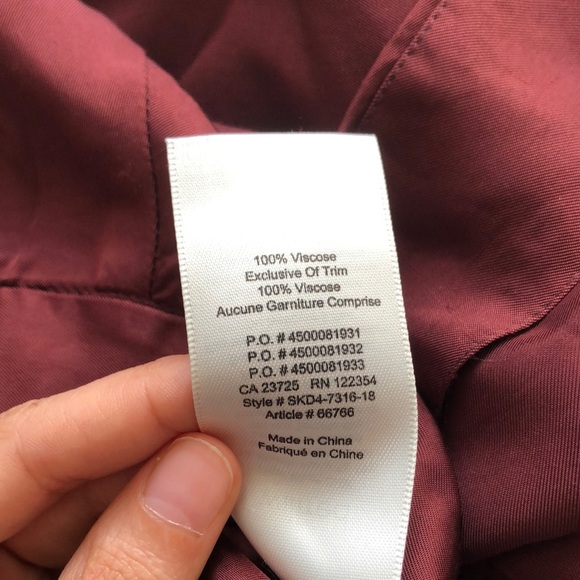 100% Viscose
Exclusive Of Trim
100% Viscose
Aucune Garniture Comprise
P.O. # 4500081931
P.O. # 4500081932
P.O. # 4500081933
CA 23725 RN 122354
Style # SKD4-7316-18
Article # 66766
Made in China
Fabriqué en Chine